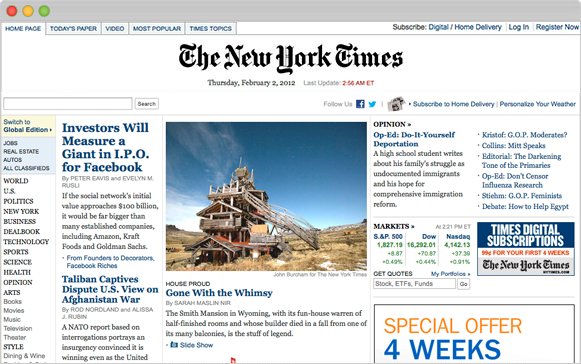 HOME PAGE TODAY'S PAPER VIDEO MOST POPULAR TIMES TOPICS
Subscribe: Digital / Home Delivery Log In Register Now
The New York Times
Thursday, February 2, 2012 Last Update: 2:56 AM ET
Search
Follow Us
Subscribe to Home Delivery Personalize Your Weather
Switch to
Global Edition
JOBS
REAL ESTATE
AUTOS
ALL CLASSIFIEDS
WORLD
U.S.
POLITICS
NEW YORK
BUSINESS
DEALBOOK
TECHNOLOGY
SPORTS
SCIENCE
HEALTH
OPINION
ARTS
Books
Movies
Music
Television
Theater
STYLE
Dining & Wine
Investors Will
Measure a
Giant in I.P.O.
for Facebook
By PETER EAVIS and EVELYN M.
RUSLI
If the social network's initial
value approaches $100 billion,
it would be far bigger than
many established companies,
including Amazon, Kraft
Foods and Goldman Sachs.
From Founders to Decorators,
Facebook Riches
Taliban Captives
Dispute U.S. View on
Afghanistan War
By ROD NORDLAND and ALISSA
J. RUBIN
A NATO report based on
interrogations portrays an
insurgency convinced it is
winning even as the United
John Burcham for The New York Times
HOUSE PROUD
Gone With the Whimsy
By SARAH MASLIN NIR
The Smith Mansion in Wyoming, with its fun-house warren of
half-finished rooms and whose builder died in a fall from one of
its many balconies, is the stuff of legend.
Slide Show
OPINION »
Op-Ed: Do-It-Yourself
Deportation
A high school student writes
about his family's struggle as
undocumented immigrants
and his hope for
comprehensive immigration
reform.
Kristof: G.O.P. Moderates?
Collins: Mitt Speaks
Editorial: The Darkening
Tone of the Primaries
Op-Ed: Don't Censor
Influenza Research
Stiehm: G.O.P. Feminists
Debate: How to Help Egypt
MARKETS » At 2:21 PM ET
S.&P. 500 Dow Nasdaq
1,827.19 16,292.01 4,142.13
+8.87 +70.87 +37.39
+0.49% +0.44% +0.91%
GET QUOTES My Portfolios »
Stock, ETFs, Funds Go
TIMES DIGITAL
SUBSCRIPTIONS
99¢ FOR YOUR FIRST 4 WEEKS
The New York Times
NYTIMES.COM
SPECIAL OFFER
4 WEEKS